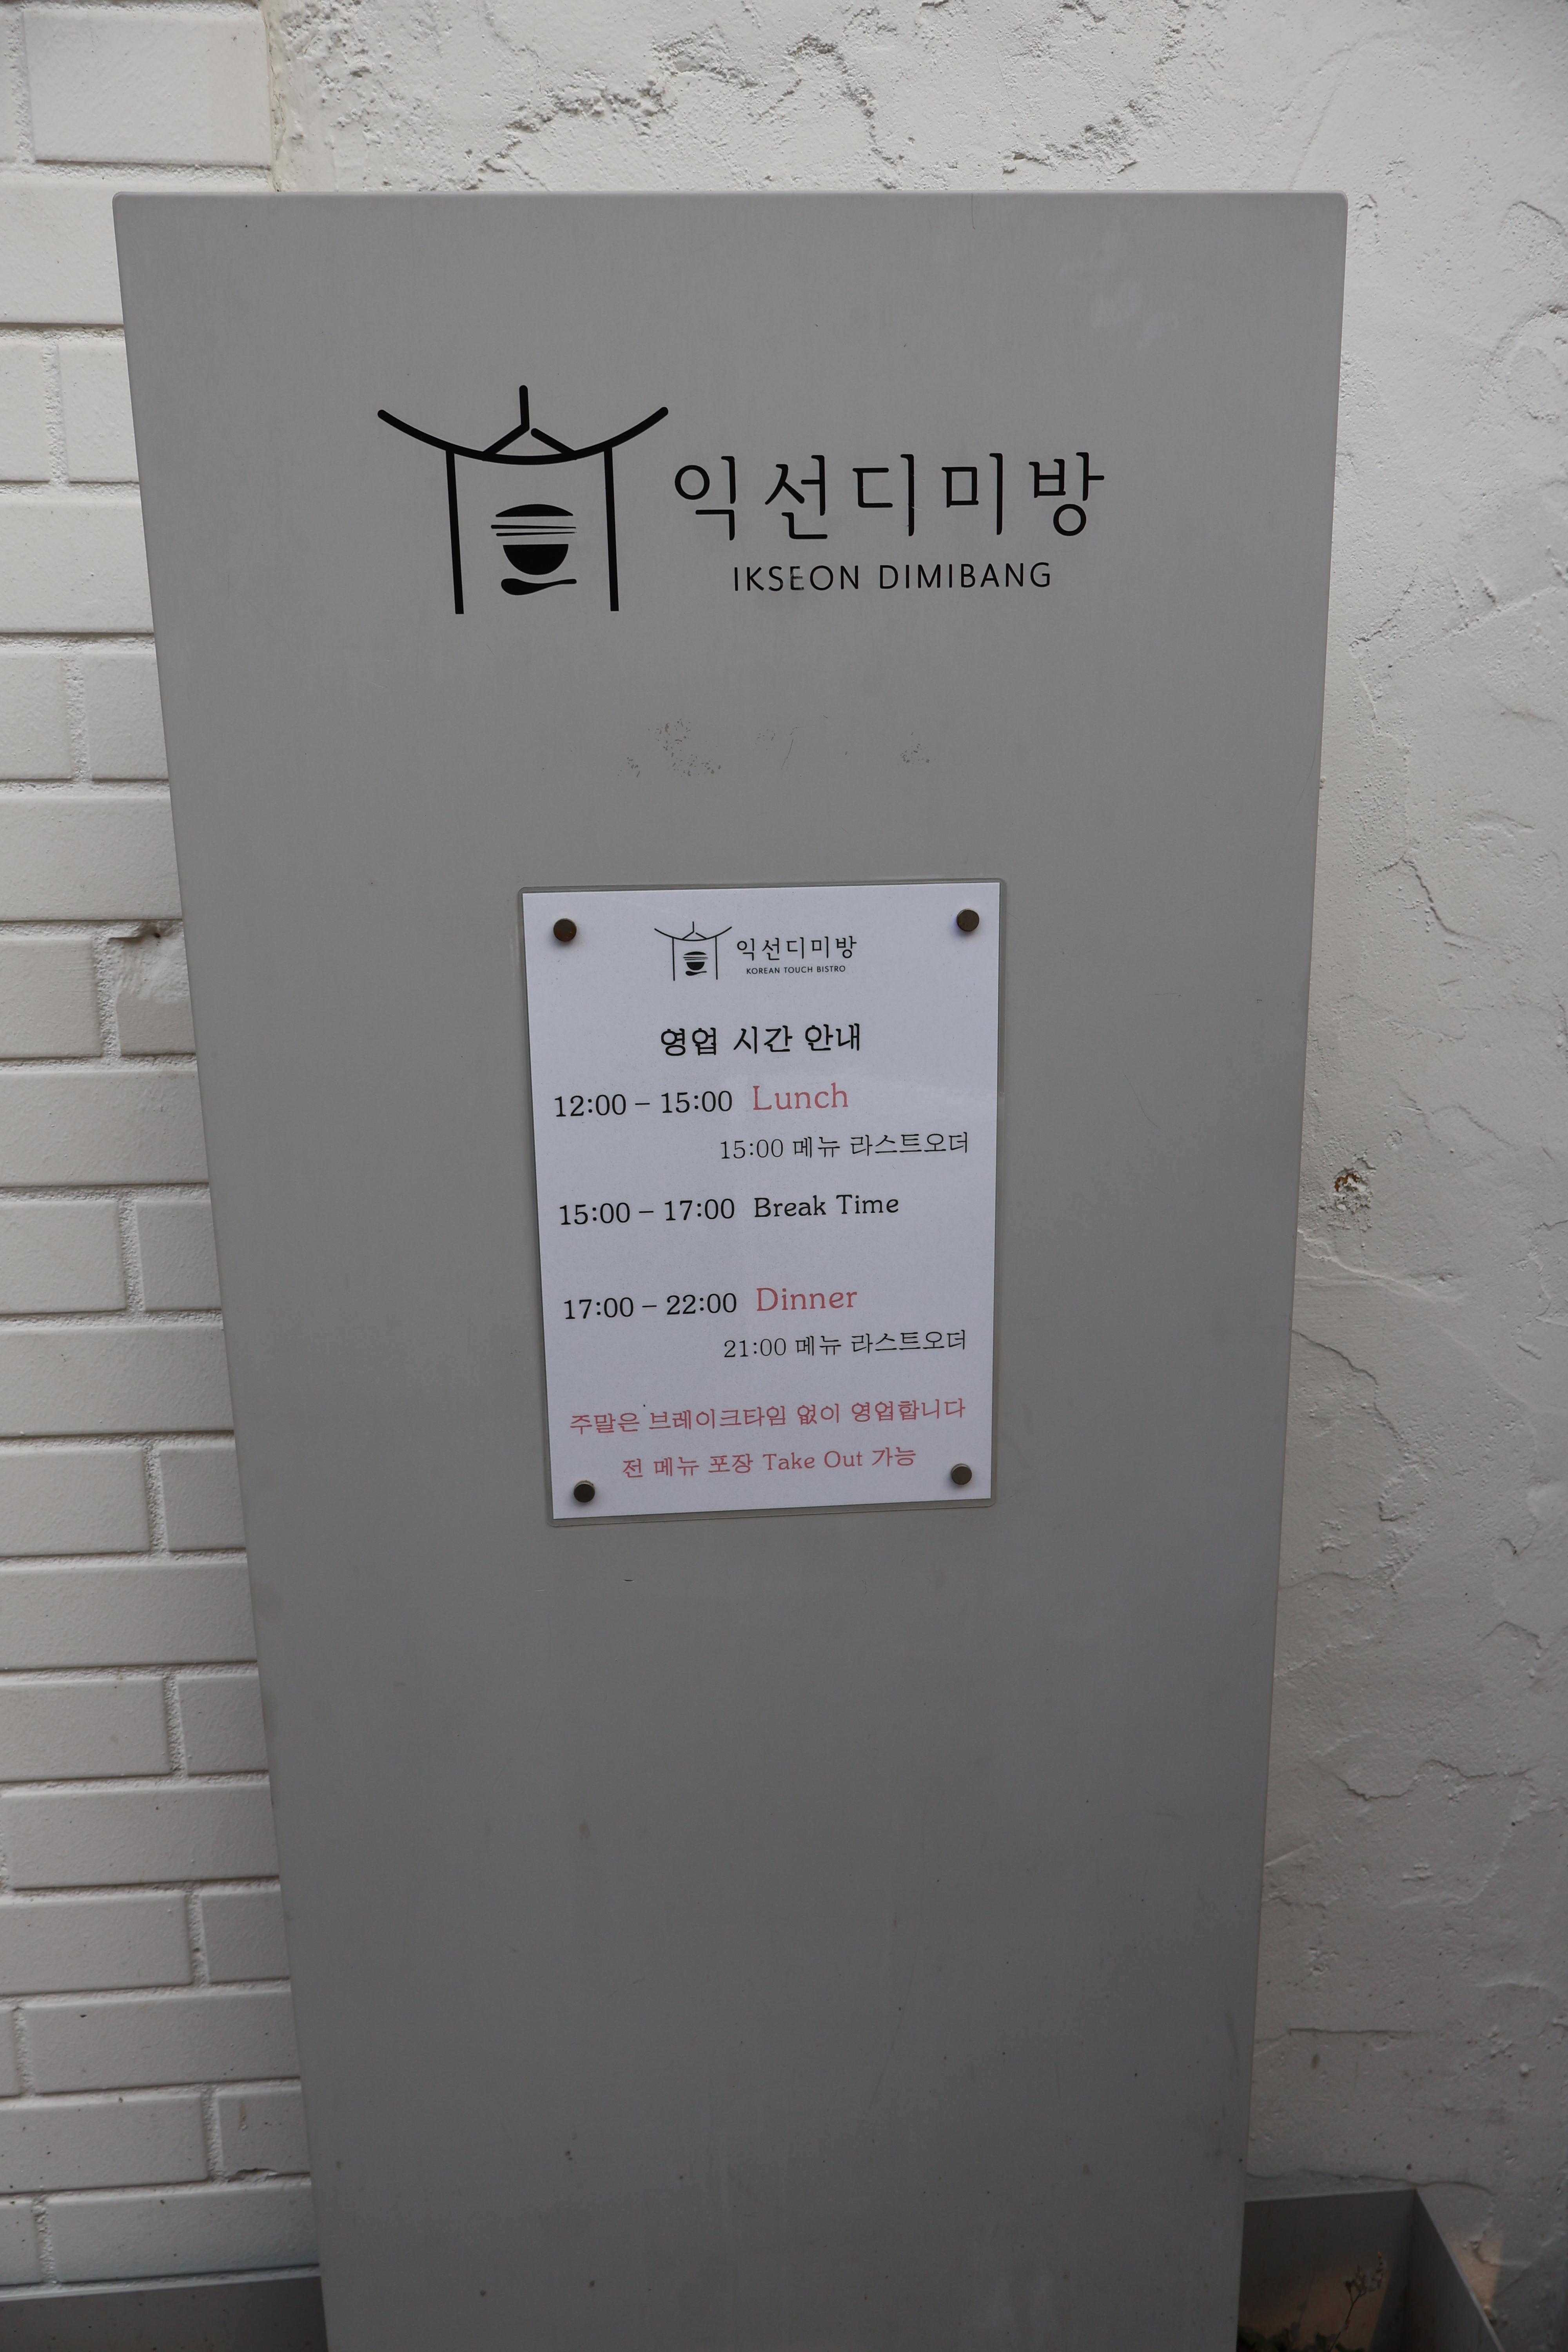 익선디미방
IKSEON DIMIBANG
익선디미방
KOREAN TOUCH BISTRO
영업 시간 안내
12:00 – 15:00 Lunch
15:00 메뉴 라스트오더
15:00 – 17:00 Break Time
17:00 – 22:00 Dinner
21:00 메뉴 라스트오더
주말은 브레이크타임 없이 영업합니다
전 메뉴 포장 Take Out 가능